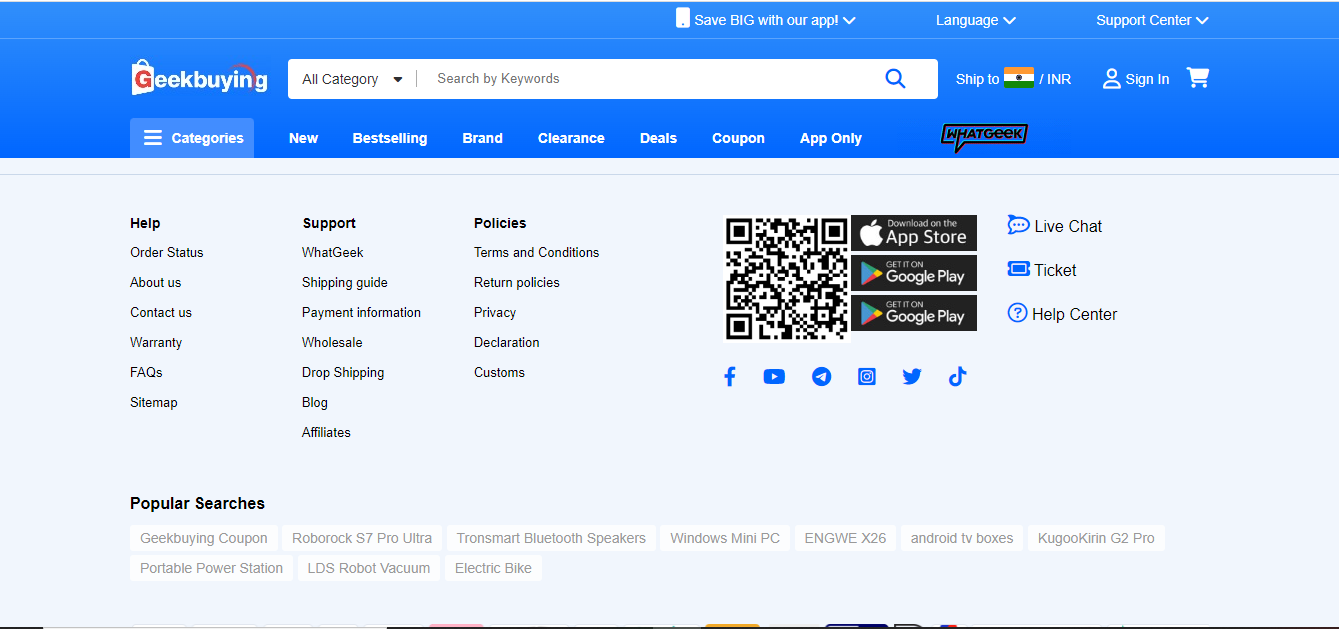 Save BIG with our app! Language Support Center
Geekbuying All Category Search by Keywords Ship to / INR Sign In
Categories New Bestselling Brand Clearance Deals Coupon App Only WHATGEEK
Help
Order Status
About us
Contact us
Warranty
FAQs
Sitemap
Support
WhatGeek
Shipping guide
Payment information
Wholesale
Drop Shipping
Blog
Affiliates
Policies
Terms and Conditions
Return policies
Privacy
Declaration
Customs
Download on the
App Store
GET IT ON
Google Play
GET IT ON
Google Play
Live Chat
Ticket
Help Center
Popular Searches
Geekbuying Coupon Roborock S7 Pro Ultra Tronsmart Bluetooth Speakers Windows Mini PC ENGWE X26 android tv boxes KugooKirin G2 Pro
Portable Power Station LDS Robot Vacuum Electric Bike